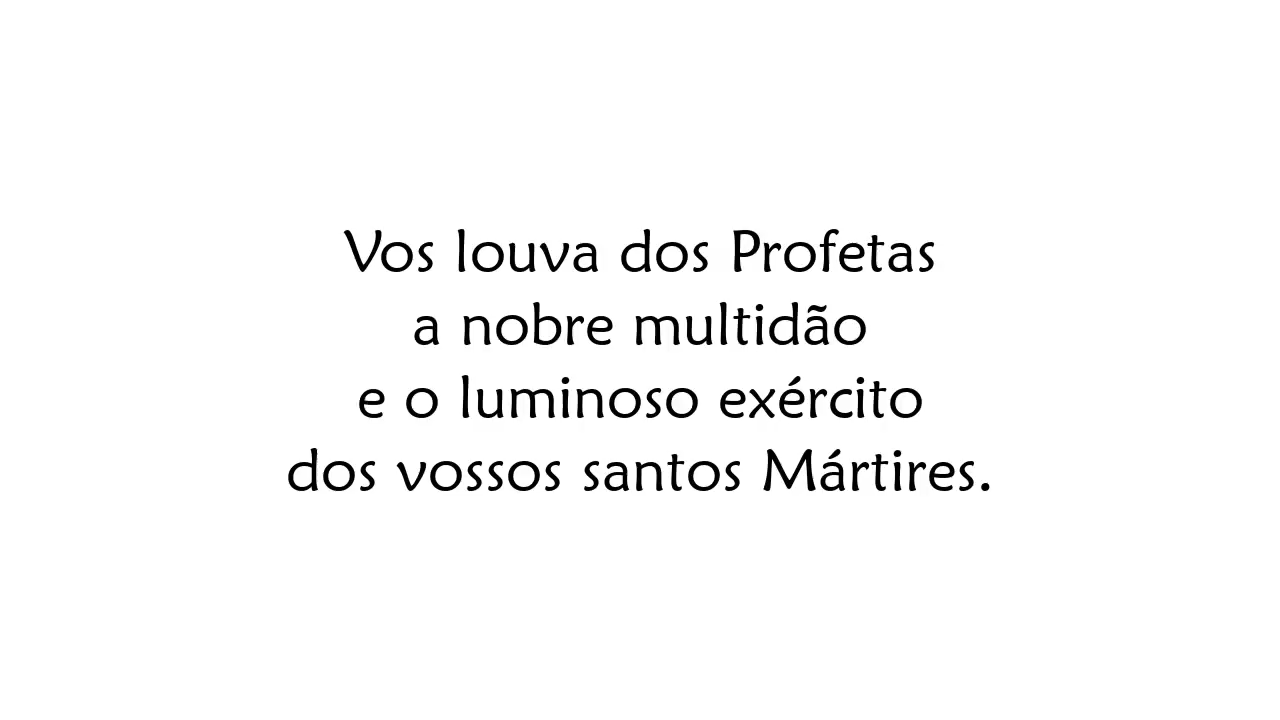 Vos louva dos Profetas
a nobre multidão
e o luminoso exército
dos vossos santos Mártires.